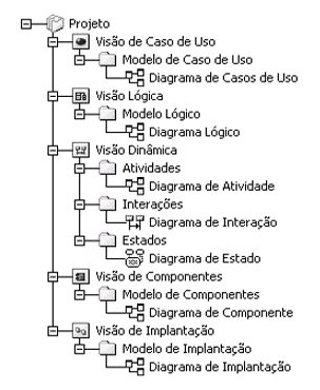 Projeto
Visão de Caso de Uso
Modelo de Caso de Uso
Diagrama de Casos de Uso
Visão Lógica
Modelo Lógico
Diagrama Lógico
Visão Dinâmica
Atividades
Diagrama de Atividade
Interações
Diagrama de Interação
Estados
Diagrama de Estado
Visão de Componentes
Modelo de Componentes
Diagrama de Componente
Visão de Implantação
Modelo de Implantação
Diagrama de Implantação